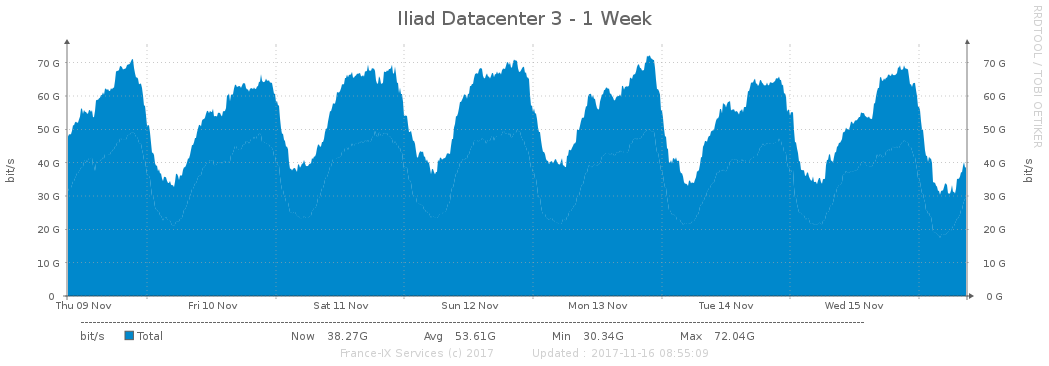 Iliad Datacenter 3 - 1 Week
RRDTOOL / TOBI OETIKER
70 G 70 G
60 G 60 G
50 G 50 G
40 G 40 G
bit/s bit/s
30 G 30 G
20 G 20 G
10 G 10 G
0 0 G
Thu 09 Nov Fri 10 Nov Sat 11 Nov Sun 12 Nov Mon 13 Nov Tue 14 Nov Wed 15 Nov
bit/s Total Now 38.27G Avg 53.61G Min 30.34G Max 72.04G
France-IX Services (c) 2017 Updated : 2017-11-16 08:55:09